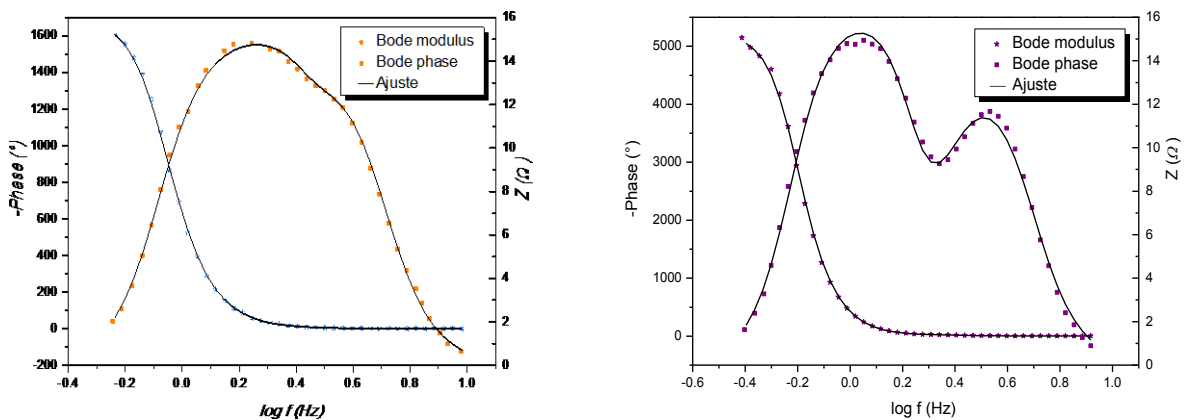 1600
1400
1200
1000
800
600
400
200
0
-200
-Phase (°)
16
14
12
10
8
6
4
2
0
Z (Ω)
Bode modulus
Bode phase
Ajuste
-0.4 -0.2 0.0 0.2 0.4 0.6 0.8 1.0
log f (Hz)
5000
4000
3000
2000
1000
0
-Phase (°)
16
14
12
10
8
6
4
2
0
Z (Ω)
Bode modulus
Bode phase
Ajuste
-0.6 -0.4 -0.2 0.0 0.2 0.4 0.6 0.8 1.0
log f (Hz)